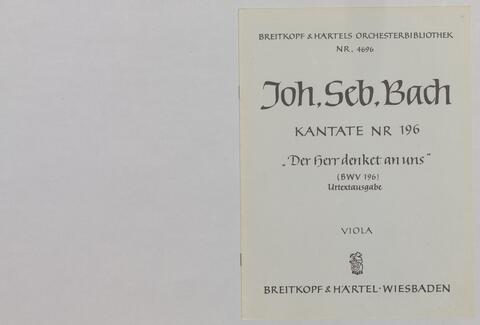 BREITKOPF & HÄRTELS ORCHESTERBIBLIOTHEK
NR. 4696
Joh. Seb. Bach
KANTATE NR 196
„Der Herr denket an uns"
(BWV 196)
Urtextausgabe
VIOLA
BREITKOPF & HÄRTEL · WIESBADEN